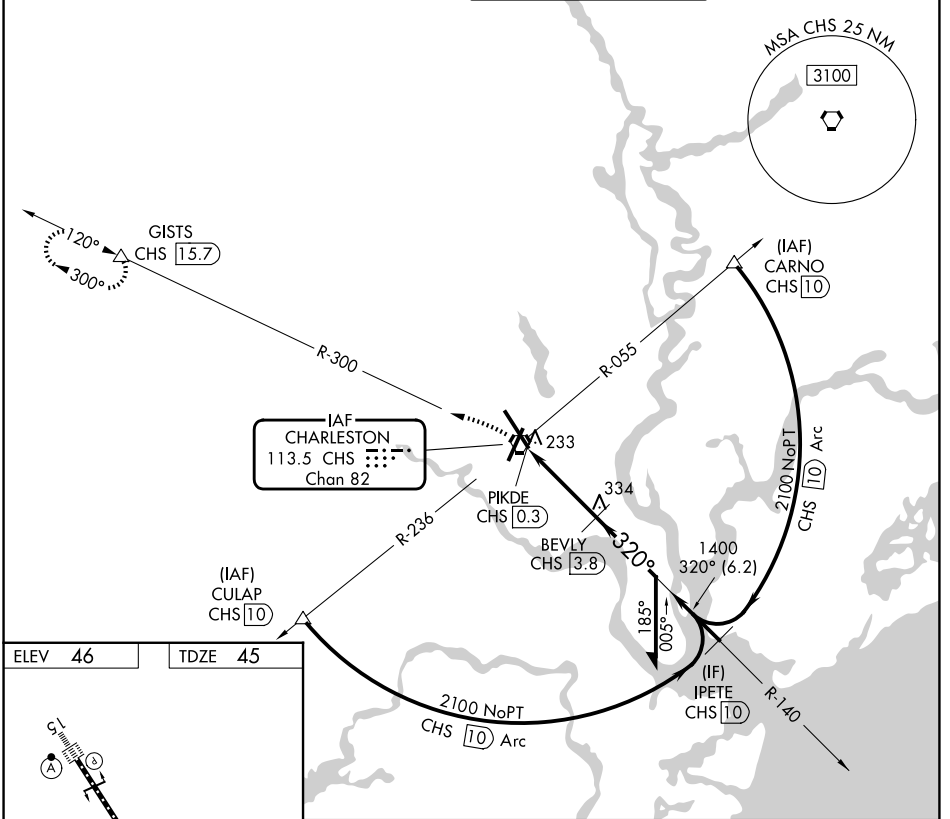 MSA CHS 25 NM
3100
GISTS
CHS 15.7
120°
300°
(IAF)
CARNO
CHS 10
R-300
R-055
IAF
CHARLESTON
113.5 CHS
Chan 82
233
2100 NoPT
CHS 10 Arc
PIKDE
CHS 0.3
334
R-236
BEVLY
CHS 3.8
320°
1400
320° (6.2)
(IAF)
CULAP
CHS 10
185°
005°
(IF)
IPETE
CHS 10
R-140
2100 NoPT
CHS 10 Arc
ELEV 46
TDZE 45
15
A
P